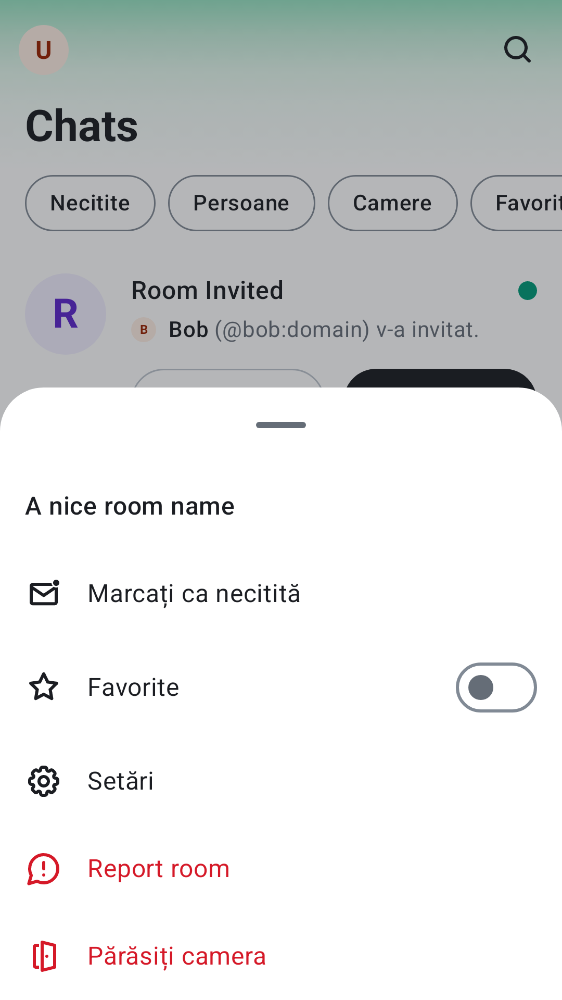 U
Chats
Necitite Persoane Camere Favorit
R
Room Invited
B Bob (@bob:domain) v-a invitat.
A nice room name
Marcați ca necitită
Favorite
Setări
Report room
Părăsiți camera